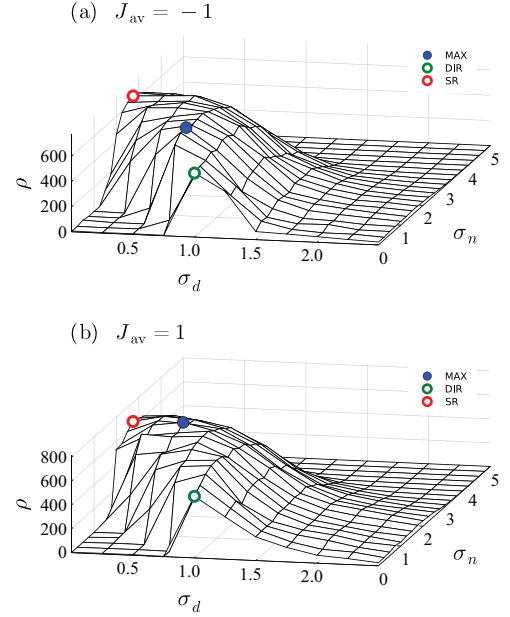 (a) J_av = −1
MAX
DIR
SR
ρ
600
400
200
0
0.5
1.0
1.5
2.0
σ_d
0
1
2
3
4
5
σ_n
(b) J_av = 1
MAX
DIR
SR
ρ
800
600
400
200
0
0.5
1.0
1.5
2.0
σ_d
0
1
2
3
4
5
σ_n